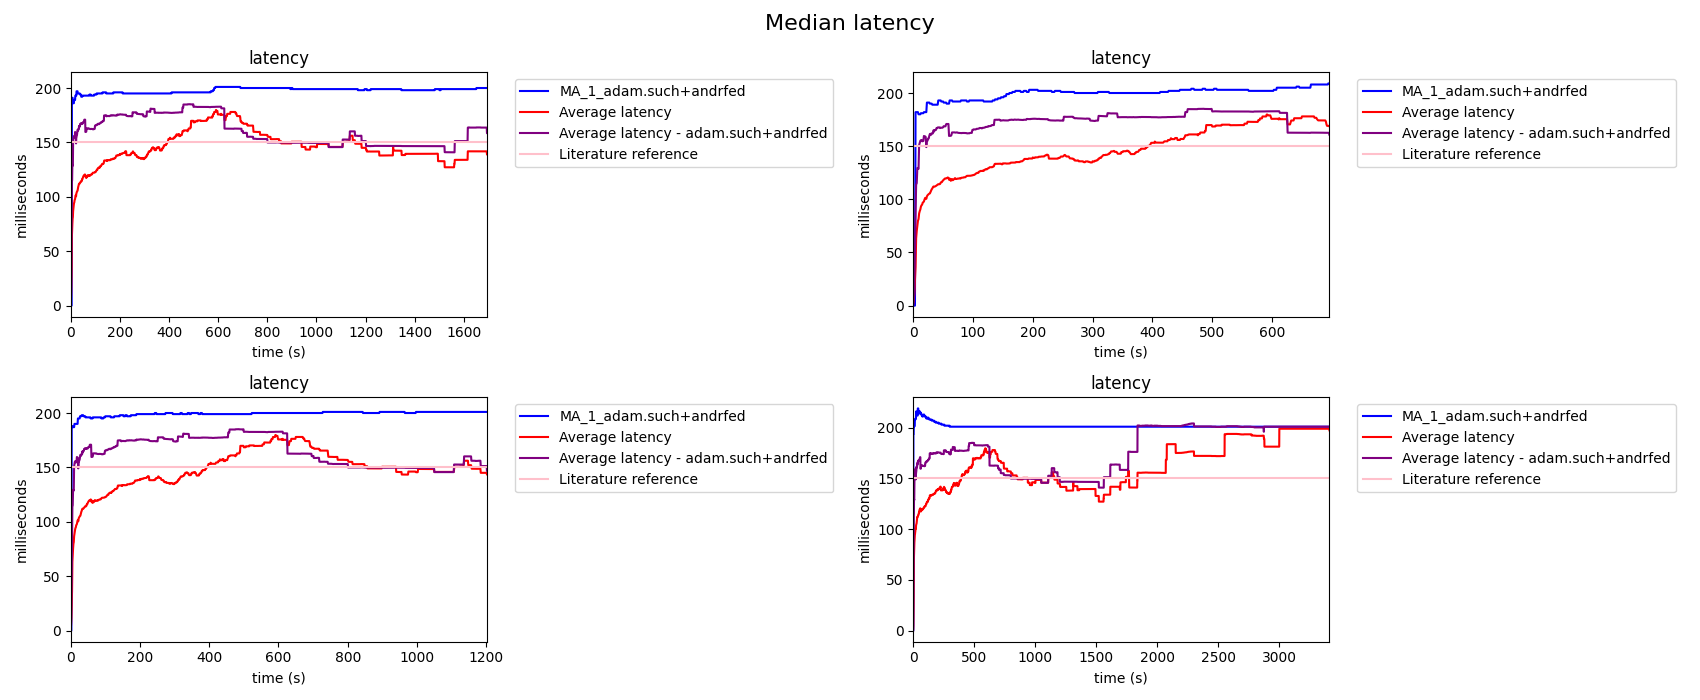 Median latency
latency
200
150
100
50
0
milliseconds
0 200 400 600 800 1000 1200 1400 1600
time (s)
MA_1_adam.such+andrfed
Average latency
Average latency - adam.such+andrfed
Literature reference
latency
200
150
100
50
0
milliseconds
0 100 200 300 400 500 600
time (s)
MA_1_adam.such+andrfed
Average latency
Average latency - adam.such+andrfed
Literature reference
latency
200
150
100
50
0
milliseconds
0 200 400 600 800 1000 1200
time (s)
MA_1_adam.such+andrfed
Average latency
Average latency - adam.such+andrfed
Literature reference
latency
200
150
100
50
0
milliseconds
0 500 1000 1500 2000 2500 3000
time (s)
MA_1_adam.such+andrfed
Average latency
Average latency - adam.such+andrfed
Literature reference